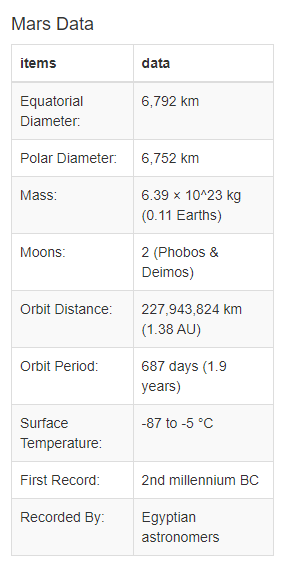 Mars Data
items data
Equatorial 6,792 km
Diameter:
Polar Diameter: 6,752 km
Mass: 6.39 × 10^23 kg
(0.11 Earths)
Moons: 2 (Phobos &
Deimos)
Orbit Distance: 227,943,824 km
(1.38 AU)
Orbit Period: 687 days (1.9
years)
Surface -87 to -5 °C
Temperature:
First Record: 2nd millennium BC
Recorded By: Egyptian
astronomers